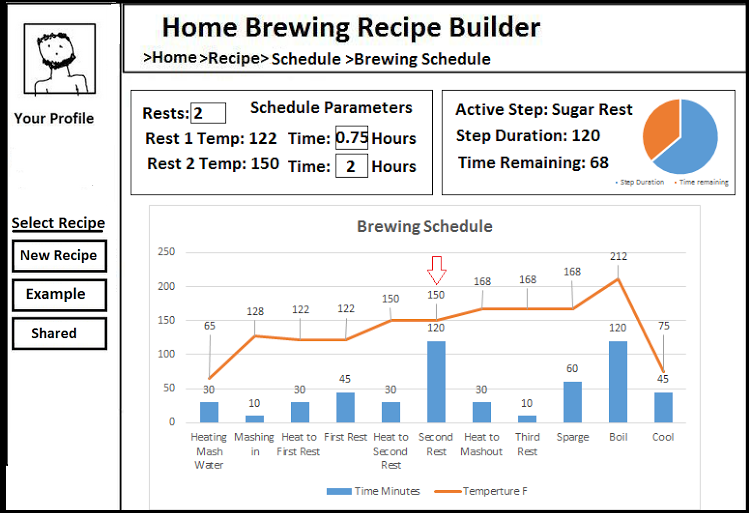 Home Brewing Recipe Builder
>Home >Recipe> Schedule >Brewing Schedule
Your Profile
Select Recipe
New Recipe
Example
Shared
Rests: 2 Schedule Parameters
Rest 1 Temp: 122 Time: 0.75 Hours
Rest 2 Temp: 150 Time: 2 Hours
Active Step: Sugar Rest
Step Duration: 120
Time Remaining: 68
Step Duration Time remaining
Brewing Schedule
250
200
150
100
50
0
65 128 122 122 150 150 168 168 168 212 75
30 10 30 45 30 120 30 10 60 120 45
Heating Mash Water
Mashing in
Heat to First Rest
First Rest
Heat to Second Rest
Second Rest
Heat to Mashout
Third Rest
Sparge
Boil
Cool
Time Minutes Temperture F